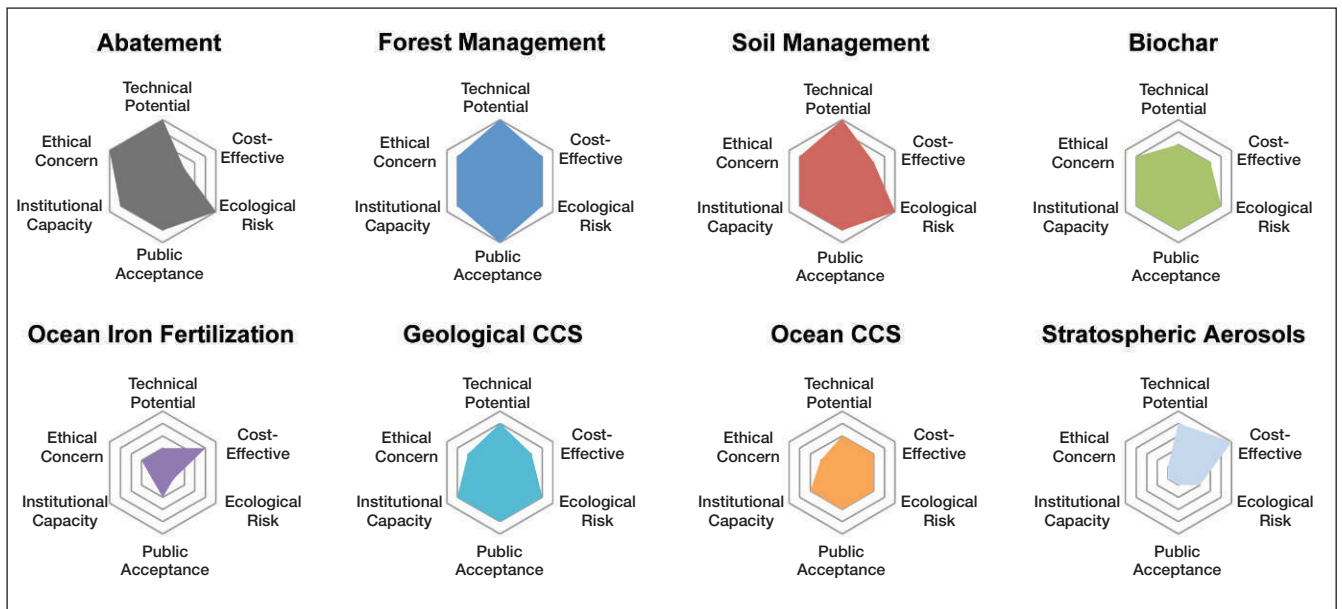 Abatement
Technical
Potential
Ethical
Concern
Cost-
Effective
Institutional
Capacity
Ecological
Risk
Public
Acceptance
Forest Management
Technical
Potential
Ethical
Concern
Cost-
Effective
Institutional
Capacity
Ecological
Risk
Public
Acceptance
Soil Management
Technical
Potential
Ethical
Concern
Cost-
Effective
Institutional
Capacity
Ecological
Risk
Public
Acceptance
Biochar
Technical
Potential
Ethical
Concern
Cost-
Effective
Institutional
Capacity
Ecological
Risk
Public
Acceptance
Ocean Iron Fertilization
Technical
Potential
Ethical
Concern
Cost-
Effective
Institutional
Capacity
Ecological
Risk
Public
Acceptance
Geological CCS
Technical
Potential
Ethical
Concern
Cost-
Effective
Institutional
Capacity
Ecological
Risk
Public
Acceptance
Ocean CCS
Technical
Potential
Ethical
Concern
Cost-
Effective
Institutional
Capacity
Ecological
Risk
Public
Acceptance
Stratospheric Aerosols
Technical
Potential
Ethical
Concern
Cost-
Effective
Institutional
Capacity
Ecological
Risk
Public
Acceptance